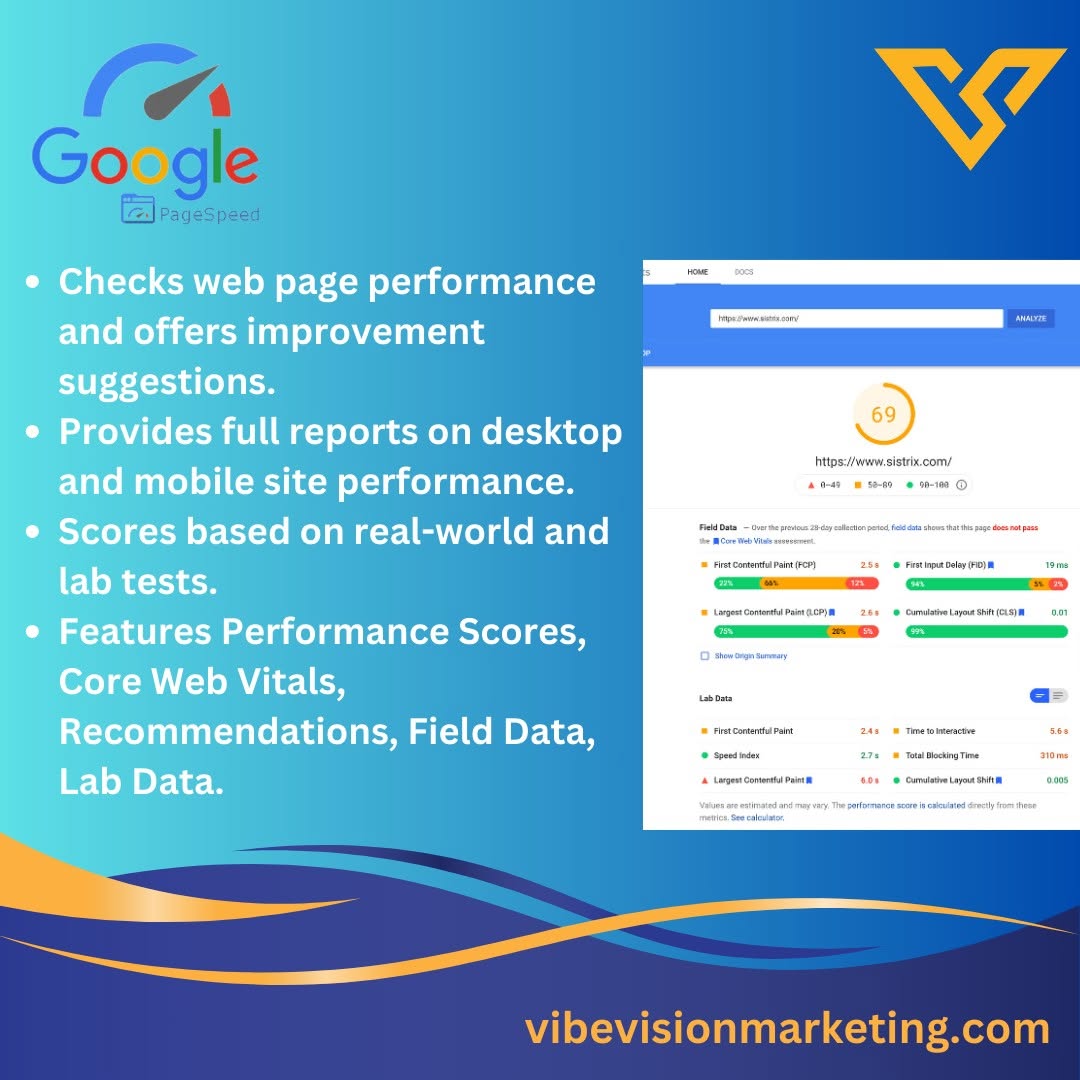 Google
PageSpeed
• Checks web page performance
and offers improvement
suggestions.
• Provides full reports on desktop
and mobile site performance.
• Scores based on real-world and
lab tests.
• Features Performance Scores,
Core Web Vitals,
Recommendations, Field Data,
Lab Data.
HOME DOCS
https://www.sistrix.com/ ANALYZE
69
https://www.sistrix.com/
0–49 50–89 90–100
Field Data — Over the previous 28-day collection period, field data shows that this page does not pass
the Core Web Vitals assessment.
First Contentful Paint (FCP) 2.5 s First Input Delay (FID) 19 ms
22% 66% 12% 94% 5% 2%
Largest Contentful Paint (LCP) 2.6 s Cumulative Layout Shift (CLS) 0.01
75% 20% 5% 99%
Show Origin Summary
Lab Data
First Contentful Paint 2.4 s Time to Interactive 5.6 s
Speed Index 2.7 s Total Blocking Time 310 ms
Largest Contentful Paint 6.0 s Cumulative Layout Shift 0.005
Values are estimated and may vary. The performance score is calculated directly from these
metrics. See calculator.
vibevisionmarketing.com